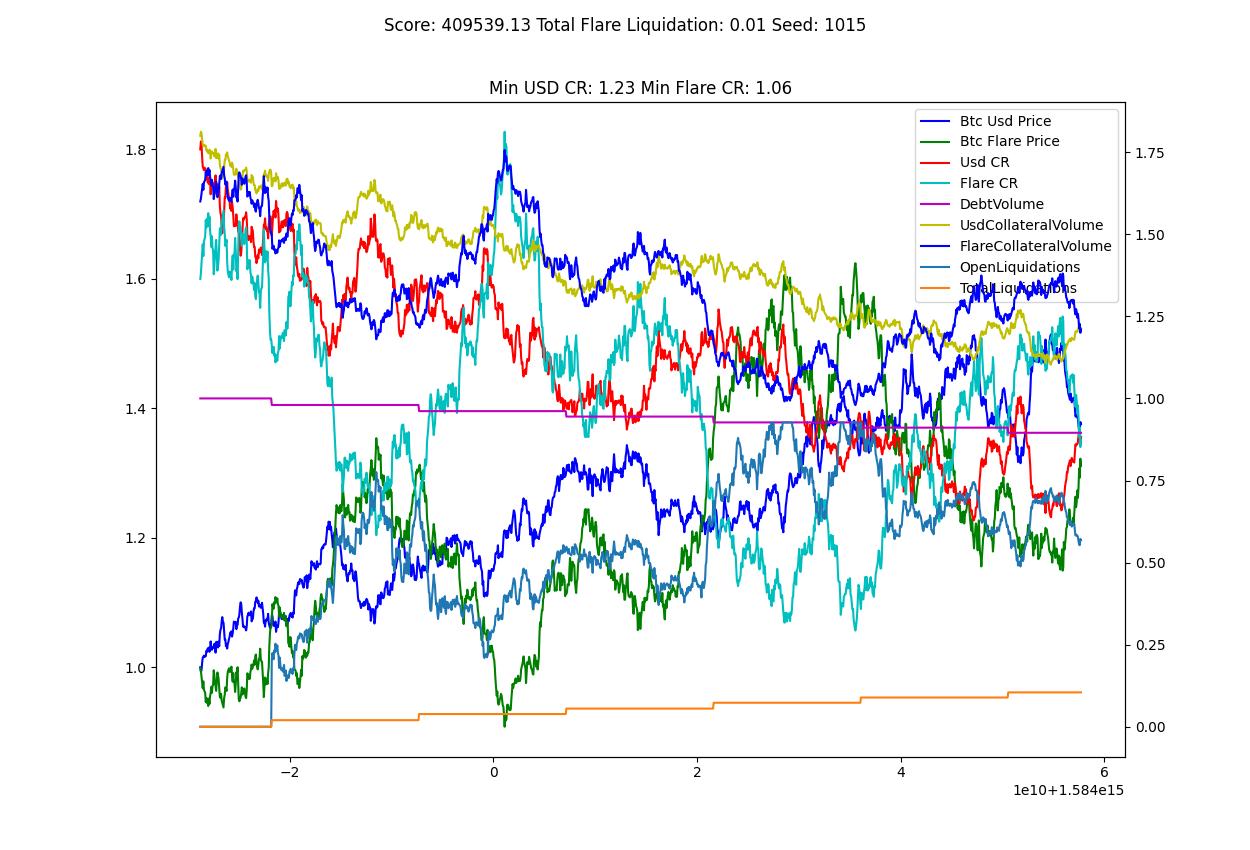 Score: 409539.13 Total Flare Liquidation: 0.01 Seed: 1015
Min USD CR: 1.23 Min Flare CR: 1.06
Btc Usd Price
Btc Flare Price
Usd CR
Flare CR
DebtVolume
UsdCollateralVolume
FlareCollateralVolume
OpenLiquidations
TotalLiquidations
1.8
1.6
1.4
1.2
1.0
1.75
1.50
1.25
1.00
0.75
0.50
0.25
0.00
−2
0
2
4
6
1e10+1.584e15